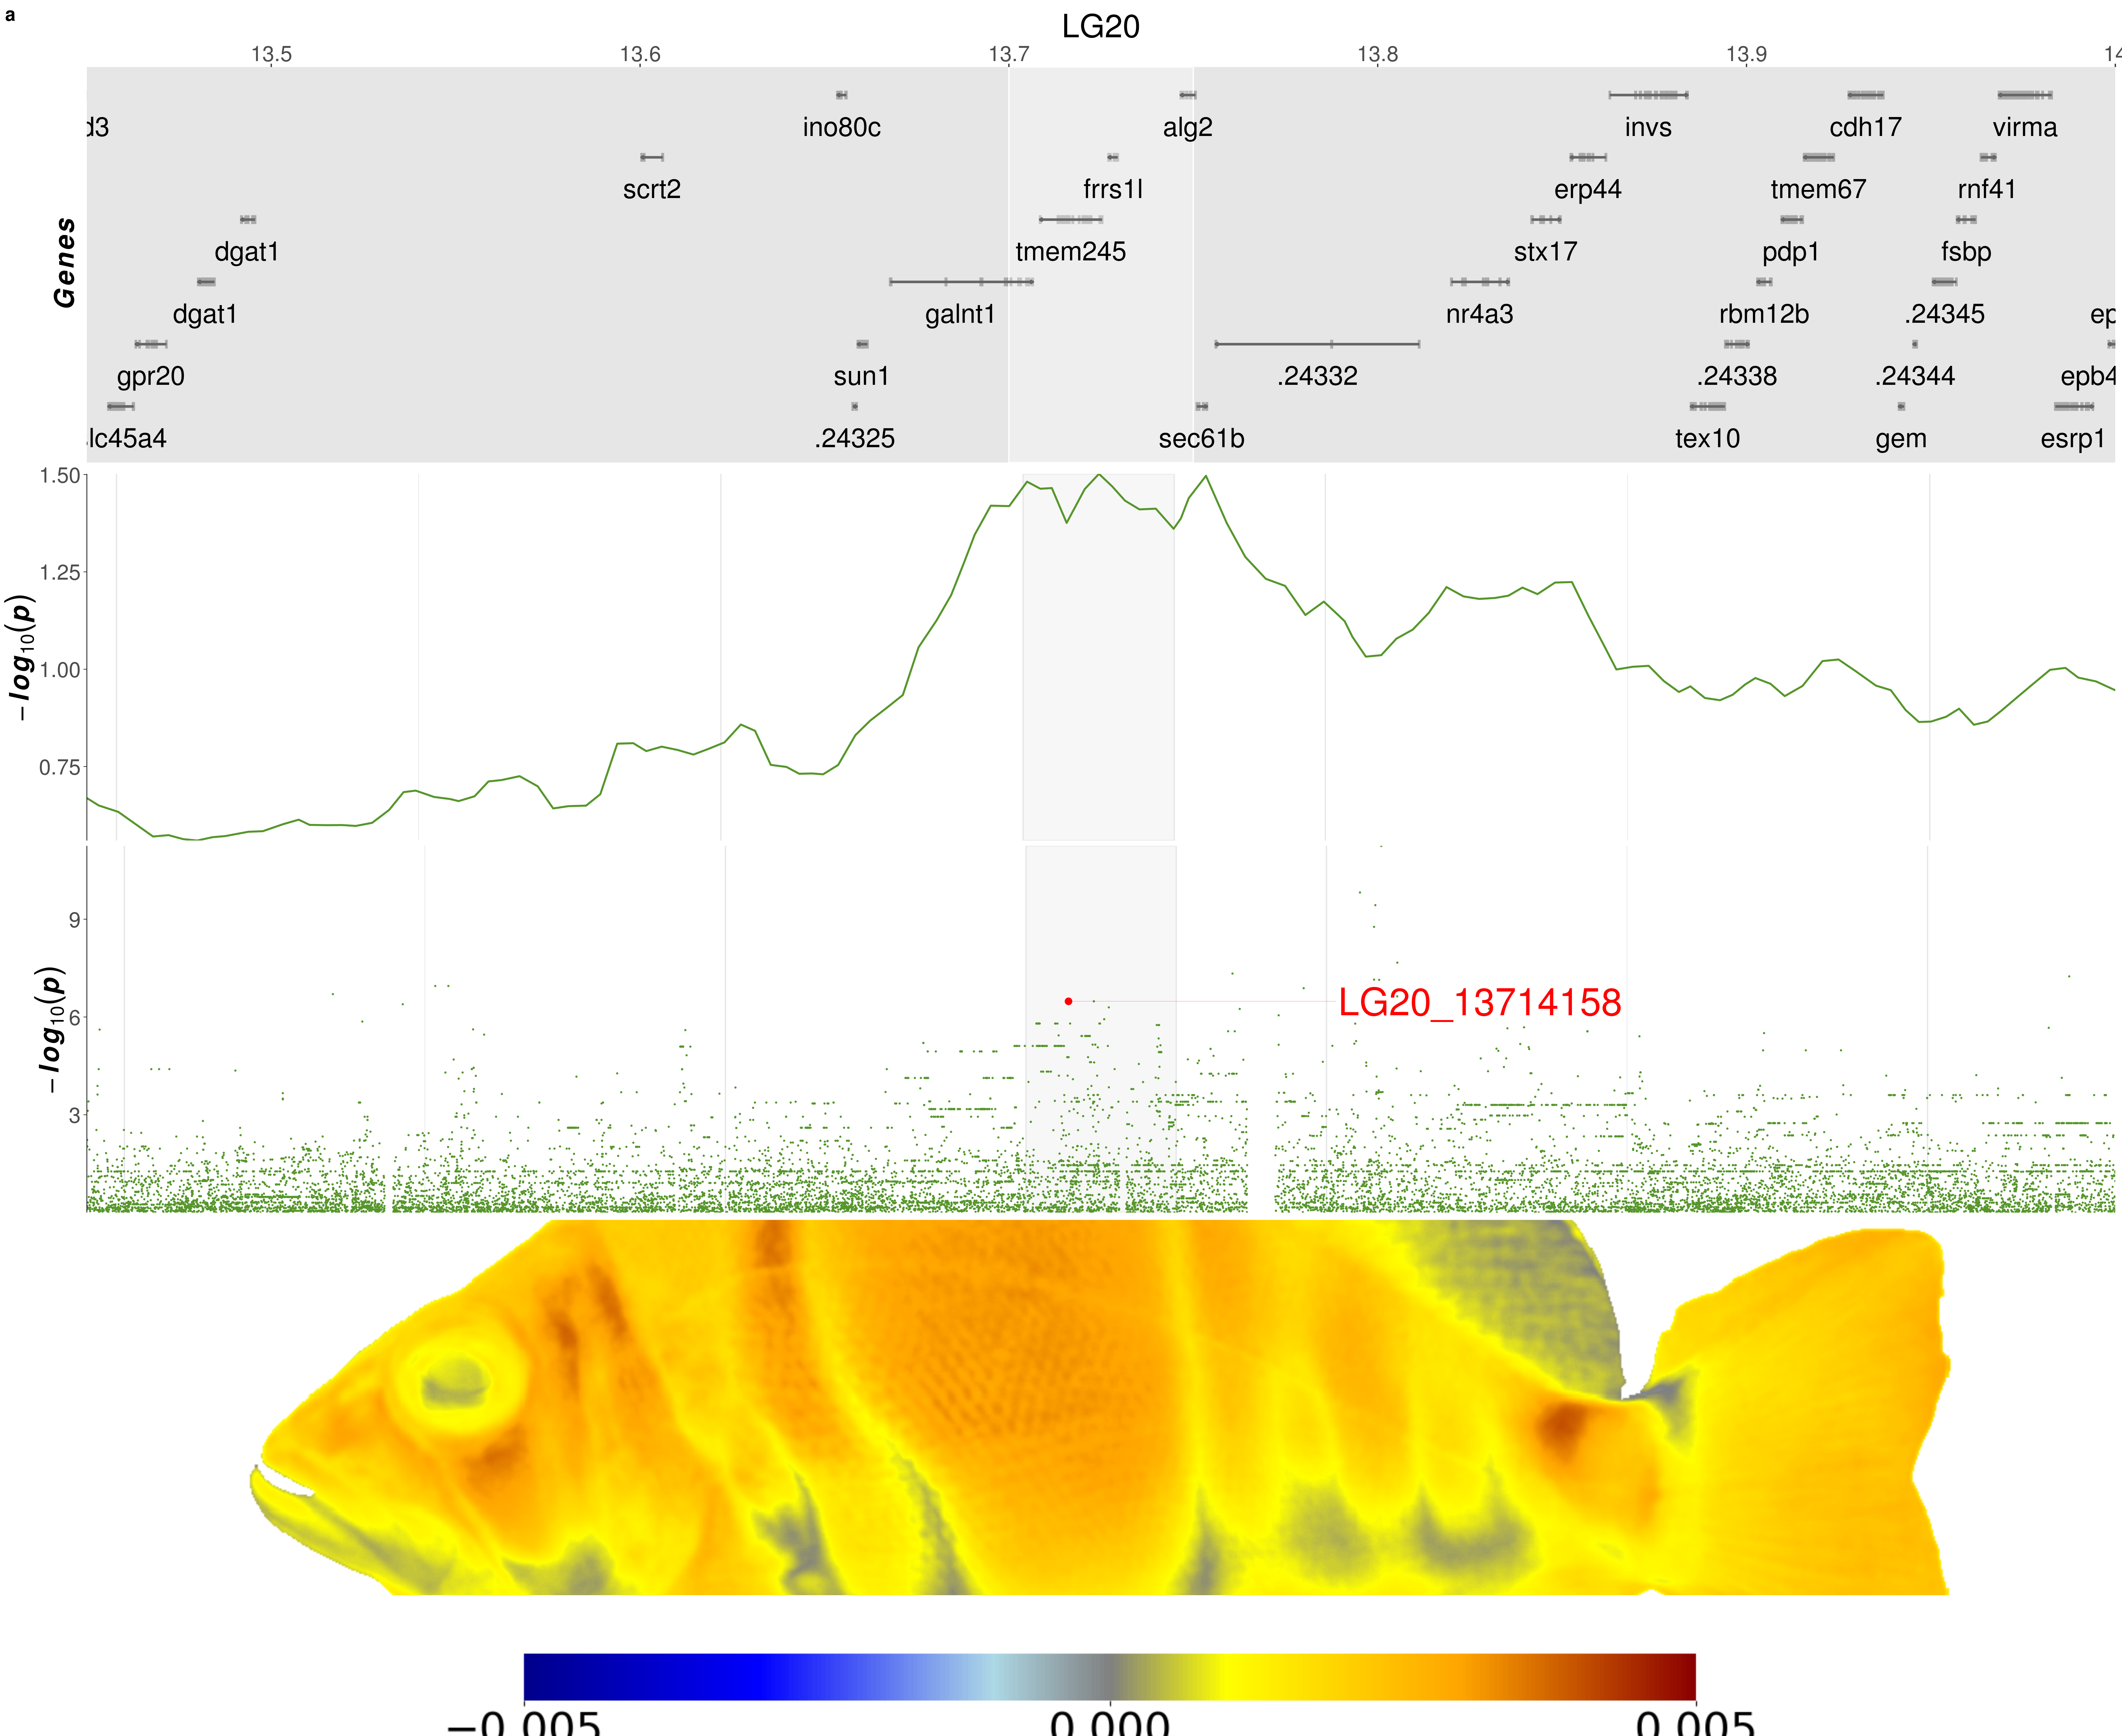 a
LG20
13.5 13.6 13.7 13.8 13.9 14
Genes
d3 ino80c alg2 invs cdh17 virma
scrt2 frrs1l erp44 tmem67 rnf41
dgat1 tmem245 stx17 pdp1 fsbp
dgat1 galnt1 nr4a3 rbm12b .24345 ep
gpr20 sun1 .24332 .24338 .24344 epb4
lc45a4 .24325 sec61b tex10 gem esrp1
−log10(p)
1.50
1.25
1.00
0.75
−log10(p)
9
6
3
LG20_13714158
−0.005 0.000 0.005